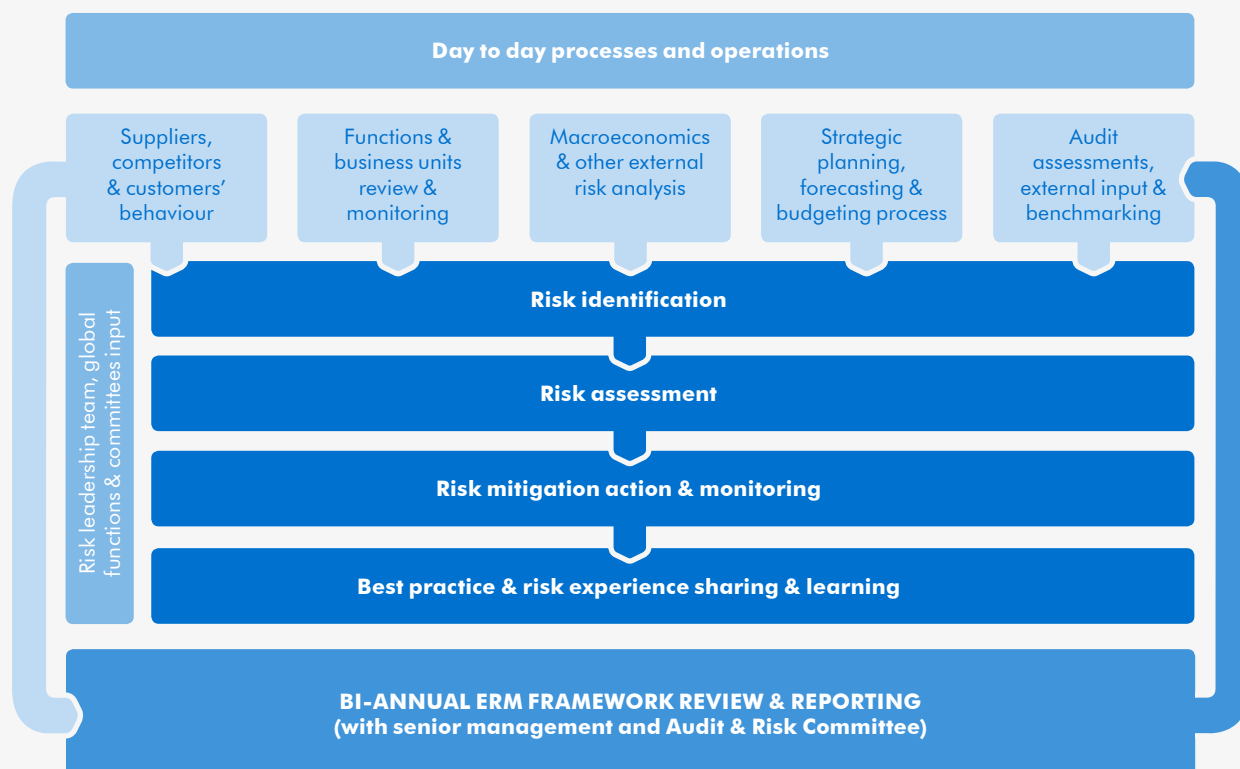 Day to day processes and operations
Suppliers,
competitors
& customers’
behaviour
Functions &
business units
review &
monitoring
Macroeconomics
& other external
risk analysis
Strategic
planning,
forecasting &
budgeting process
Audit
assessments,
external input &
benchmarking
Risk leadership team, global
functions & committees input
Risk identification
Risk assessment
Risk mitigation action & monitoring
Best practice & risk experience sharing & learning
BI-ANNUAL ERM FRAMEWORK REVIEW & REPORTING
(with senior management and Audit & Risk Committee)